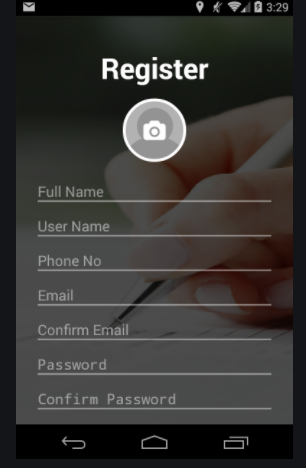 3:29
Register
Full Name
User Name
Phone No
Email
Confirm Email
Password
Confirm Password